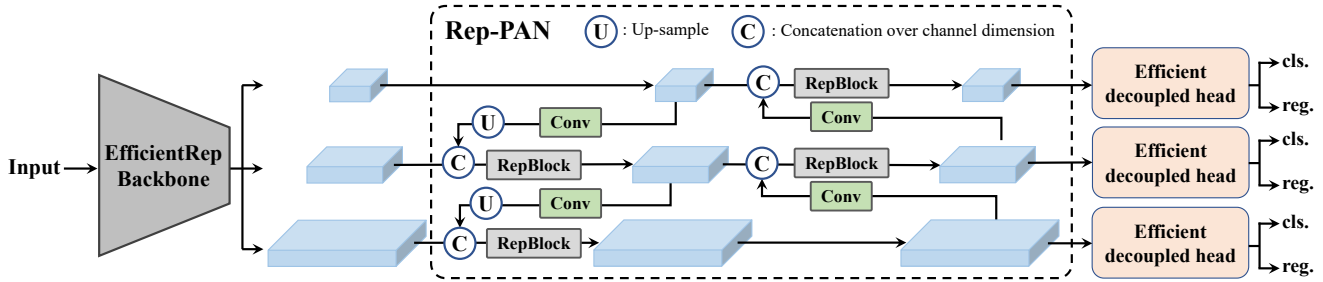 Rep-PAN
U : Up-sample
C : Concatenation over channel dimension
C
RepBlock
Efficient
decoupled head
cls.
reg.
U
Conv
Conv
Input
EfficientRep
Backbone
C
RepBlock
C
RepBlock
Efficient
decoupled head
cls.
reg.
U
Conv
Conv
C
RepBlock
Efficient
decoupled head
cls.
reg.